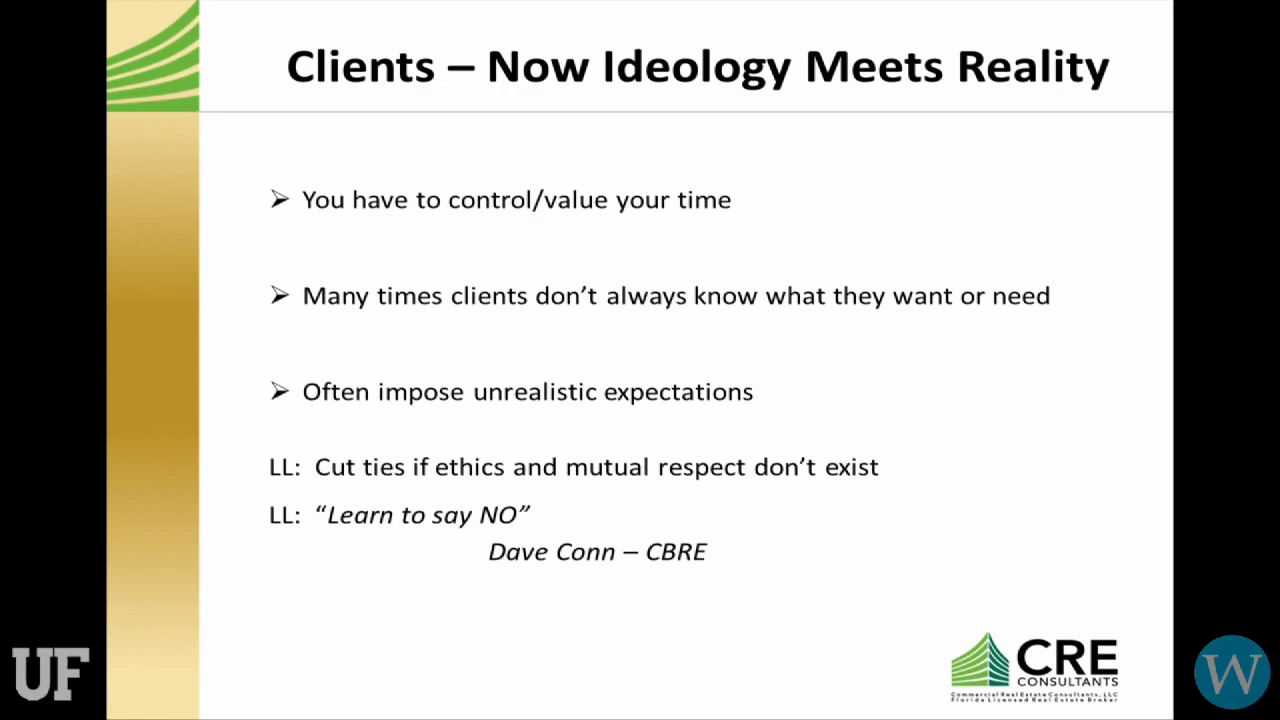 Clients – Now Ideology Meets Reality
➢ You have to control/value your time
➢ Many times clients don’t always know what they want or need
➢ Often impose unrealistic expectations
LL: Cut ties if ethics and mutual respect don’t exist
LL: “Learn to say NO”
Dave Conn – CBRE
CRE
CONSULTANTS
Commercial Real Estate Consultants, LLC
Florida Licensed Real Estate Broker
UF
W